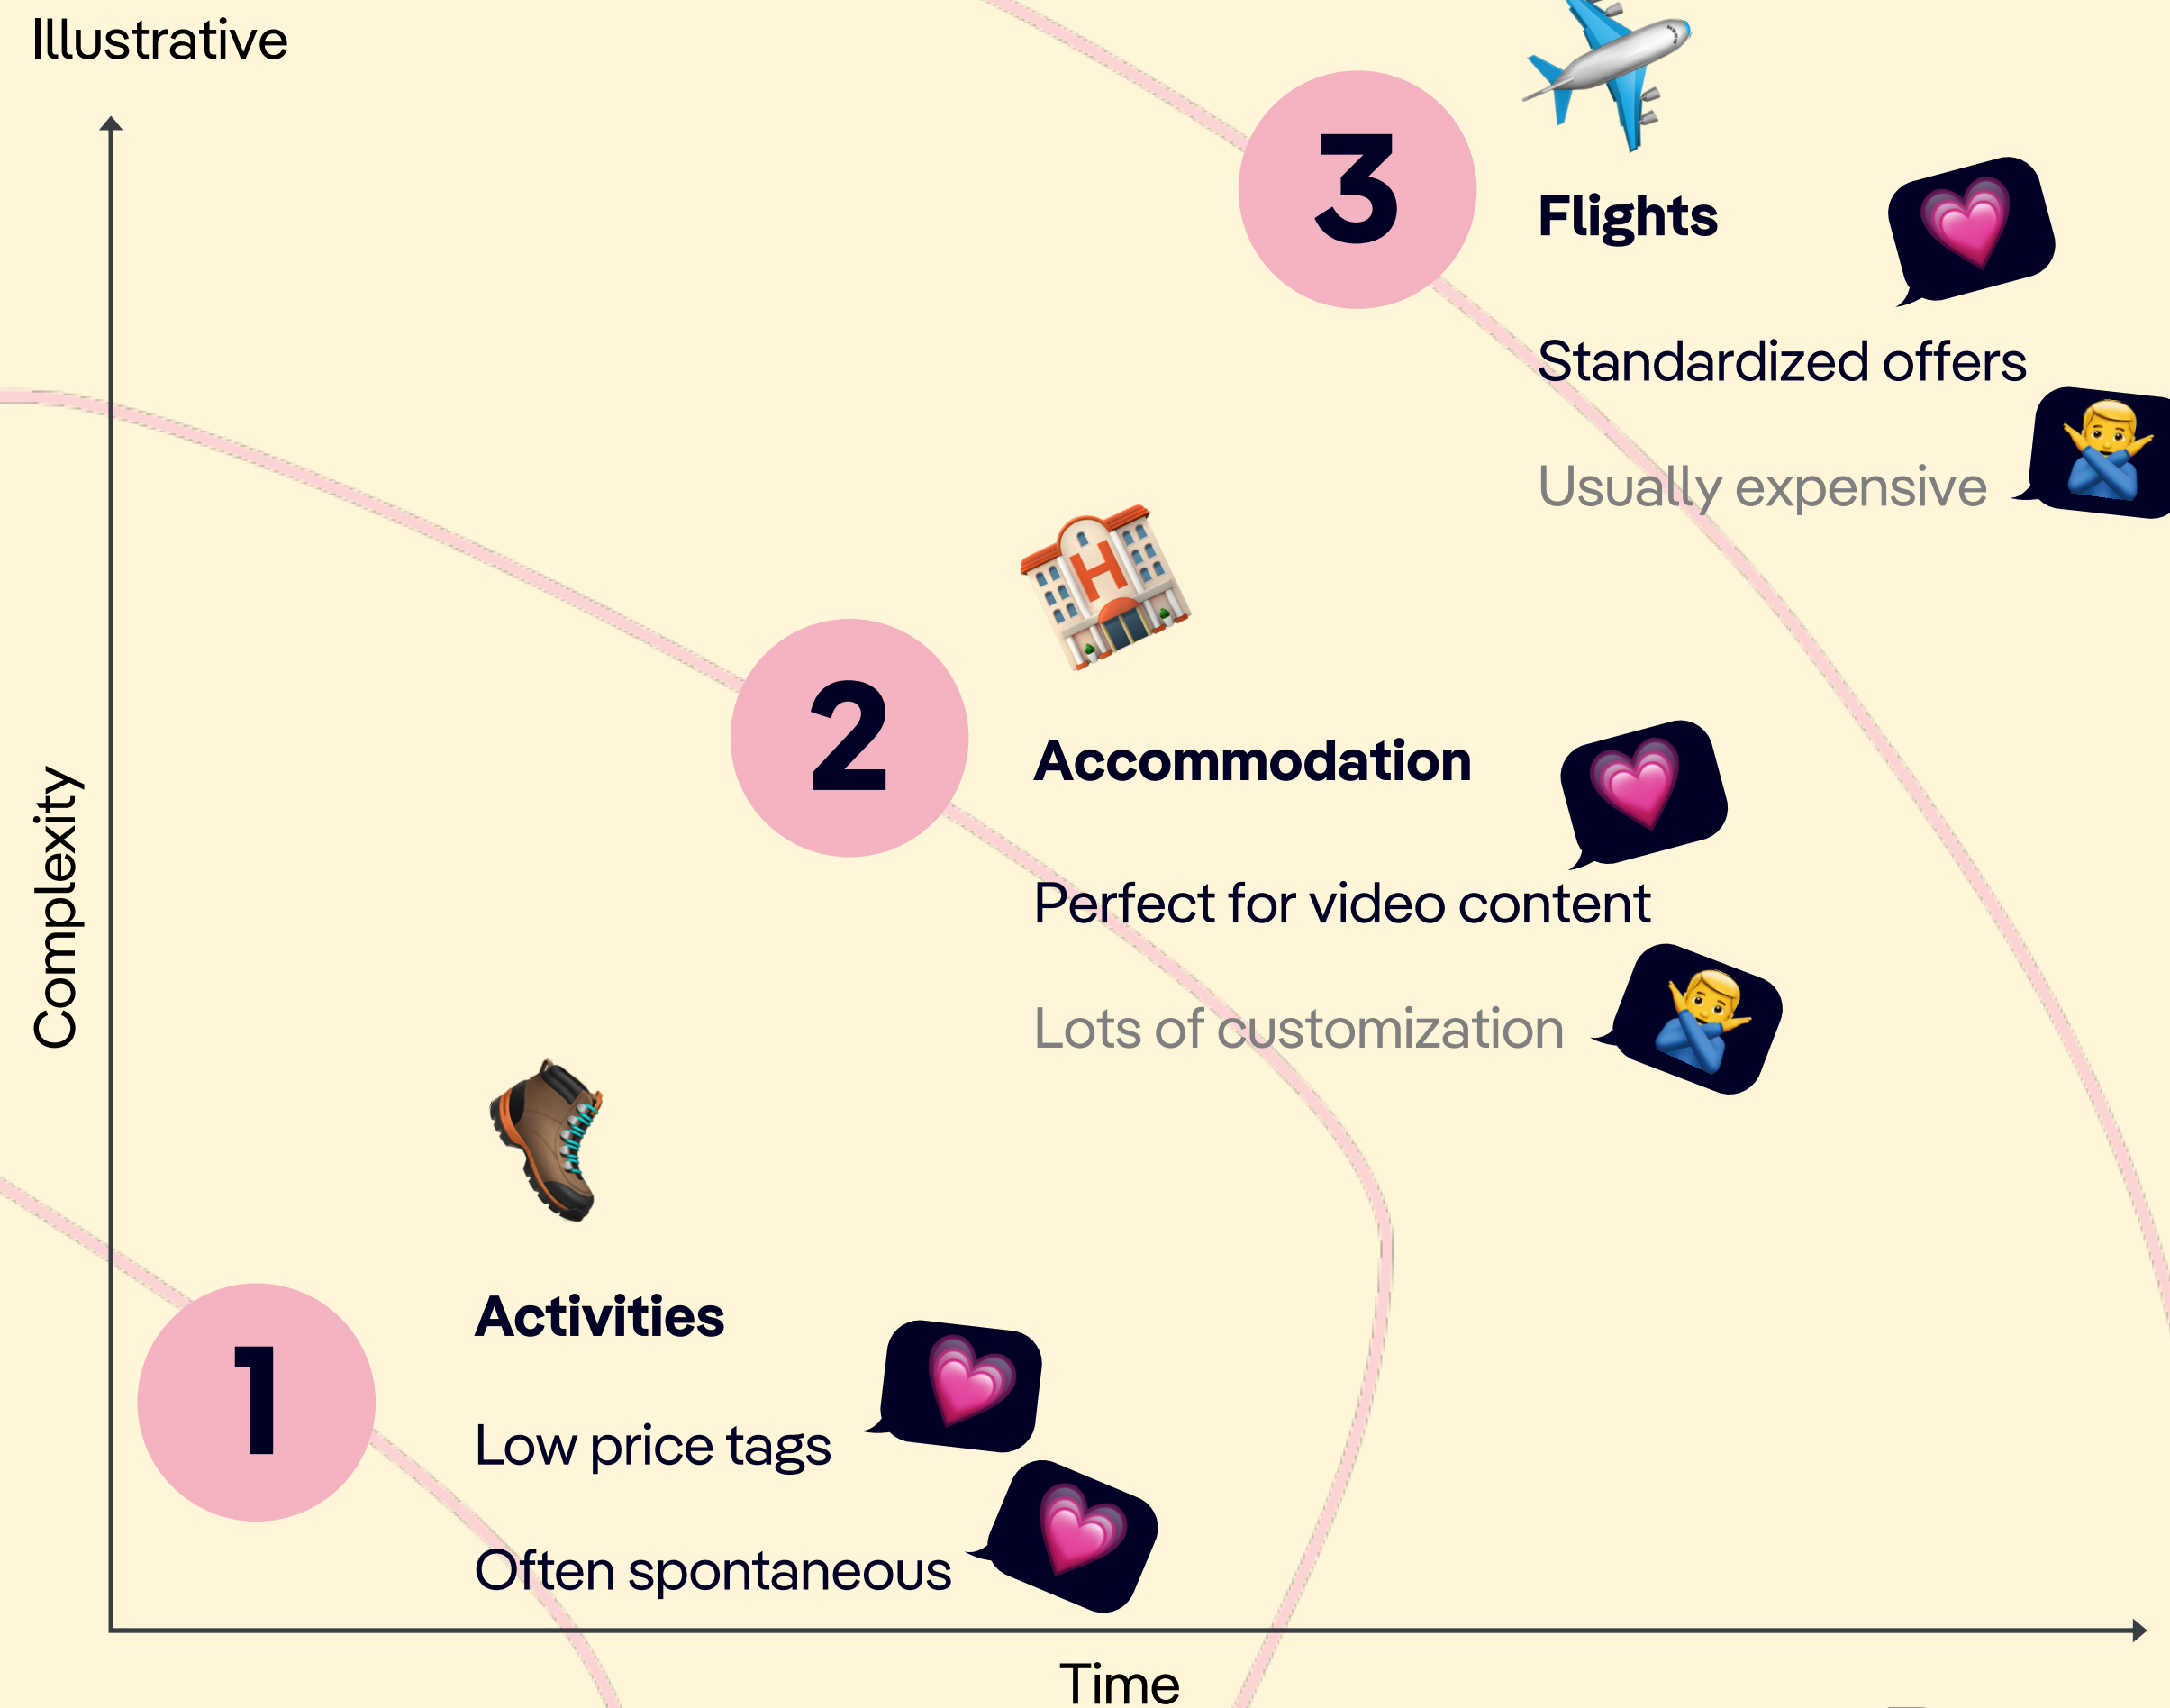 Illustrative
3
Flights
Standardized offers
Usually expensive
H
2
Accommodation
Perfect for video content
Lots of customization
Complexity
1
Activities
Low price tags
Often spontaneous
Time